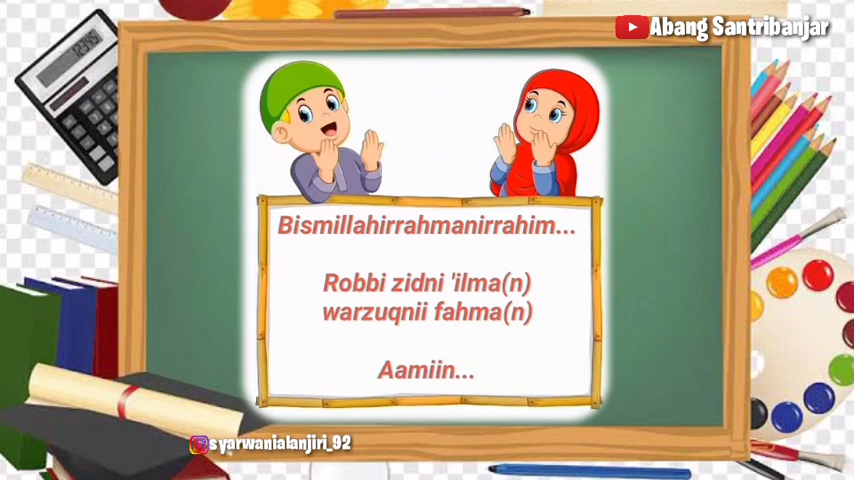 Abang Santribanjar
Bismillahirrahmanirrahim...
Robbi zidni 'ilma(n)
warzuqnii fahma(n)
Aamiin...
syarwanialanjiri_92